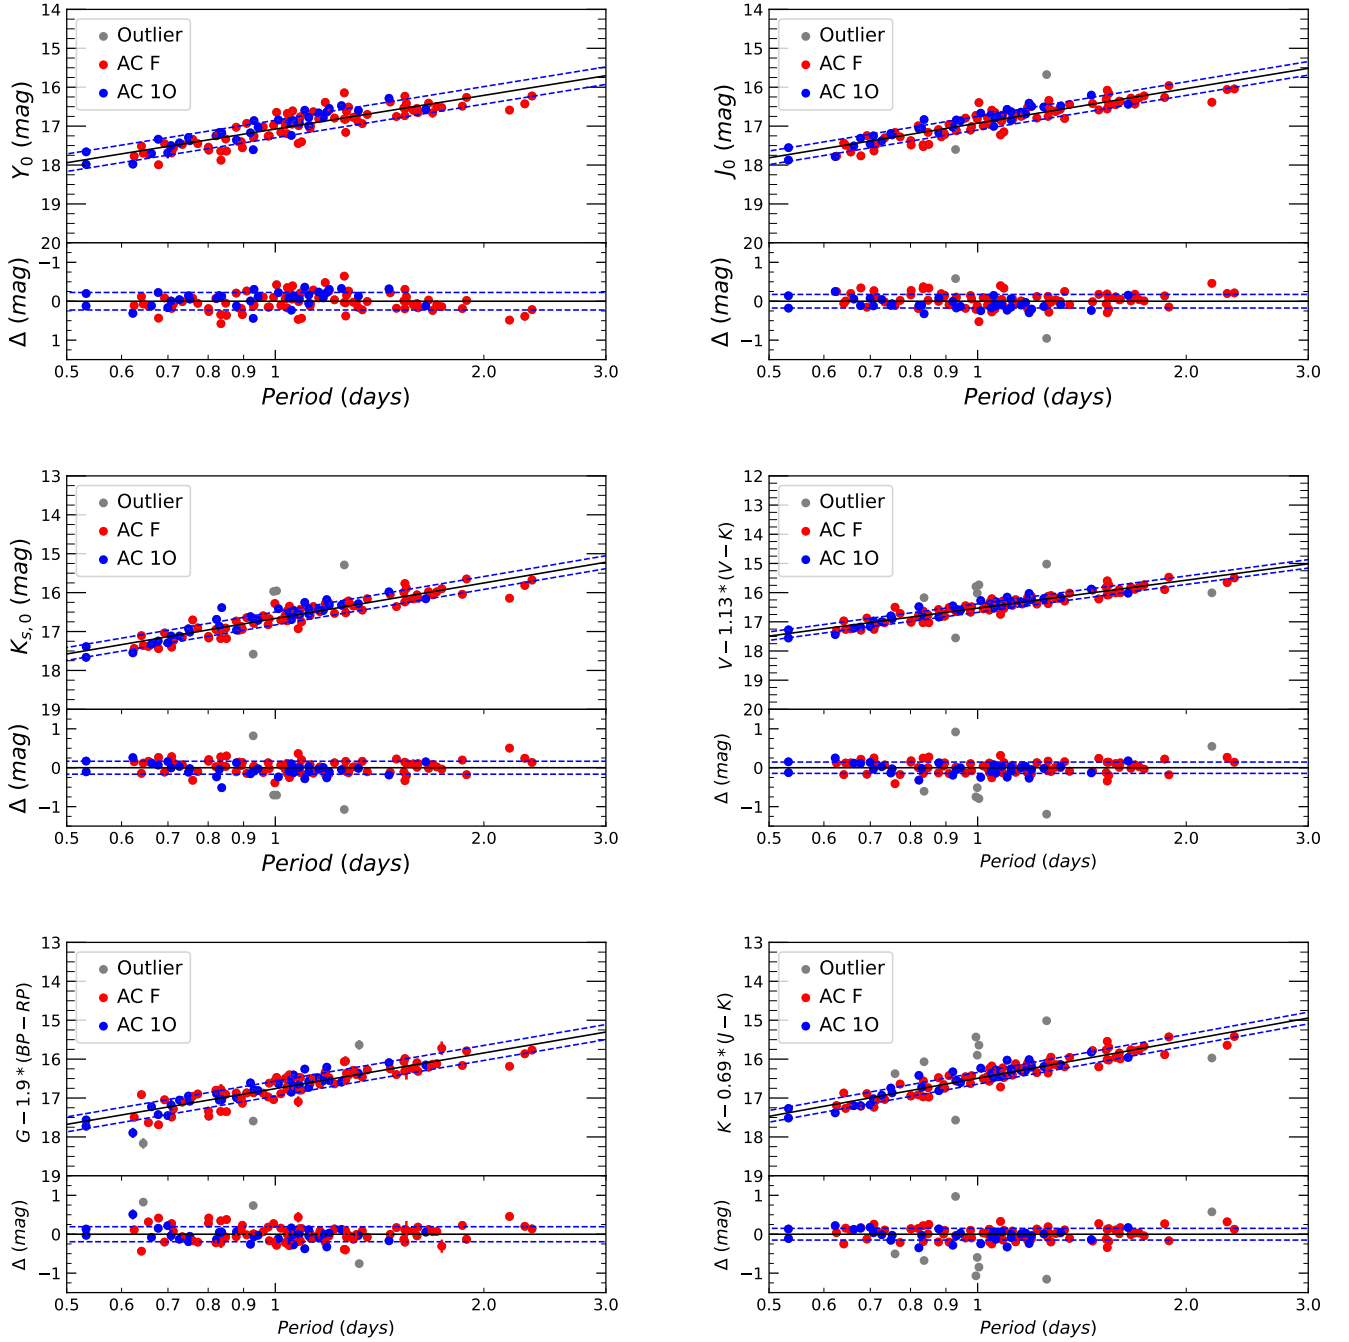 14
15
16
17
18
19
20
Y0 (mag)
Outlier
AC F
AC 1O
−1
0
1
Δ (mag)
0.5 0.6 0.7 0.8 0.9 1 2.0 3.0
Period (days)
14
15
16
17
18
19
20
J0 (mag)
Outlier
AC F
AC 1O
1
0
−1
Δ (mag)
0.5 0.6 0.7 0.8 0.9 1 2.0 3.0
Period (days)
13
14
15
16
17
18
19
Ks,0 (mag)
Outlier
AC F
AC 1O
1
0
−1
Δ (mag)
0.5 0.6 0.7 0.8 0.9 1 2.0 3.0
Period (days)
12
13
14
15
16
17
18
19
20
V − 1.13 * (V − K)
Outlier
AC F
AC 1O
1
0
−1
Δ (mag)
0.5 0.6 0.7 0.8 0.9 1 2.0 3.0
Period (days)
13
14
15
16
17
18
19
G − 1.9 * (BP − RP)
Outlier
AC F
AC 1O
1
0
−1
Δ (mag)
0.5 0.6 0.7 0.8 0.9 1 2.0 3.0
Period (days)
13
14
15
16
17
18
19
K − 0.69 * (J − K)
Outlier
AC F
AC 1O
1
0
−1
Δ (mag)
0.5 0.6 0.7 0.8 0.9 1 2.0 3.0
Period (days)